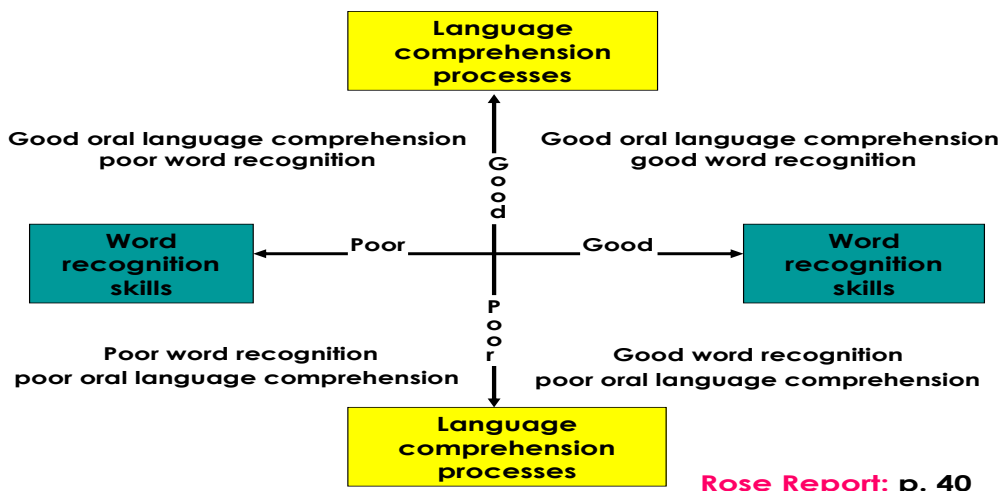 Language
comprehension
processes
Good oral language comprehension
poor word recognition
Good oral language comprehension
good word recognition
Good
Word
recognition
skills
Poor
Good
Word
recognition
skills
Poor
Poor word recognition
poor oral language comprehension
Good word recognition
poor oral language comprehension
Language
comprehension
processes
Rose Report: p. 40